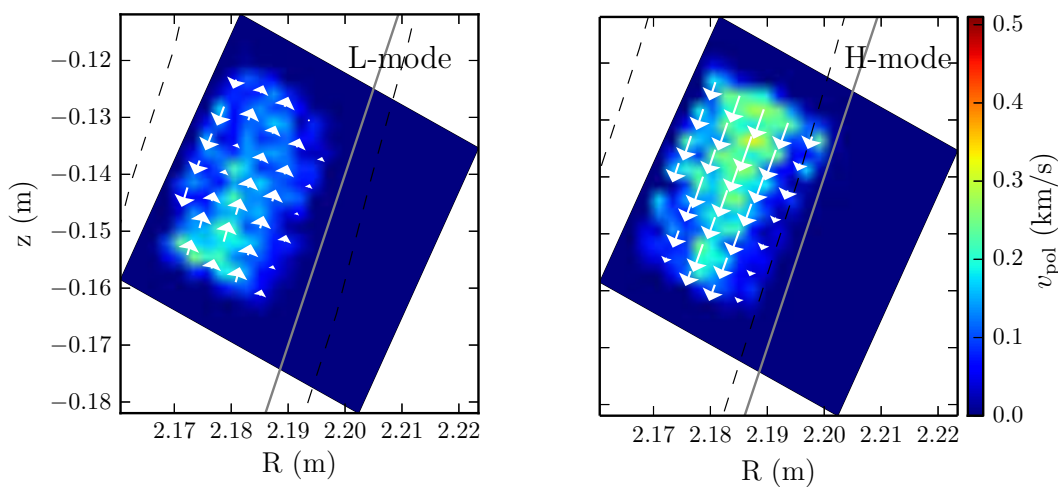 L-mode
−0.12
−0.13
−0.14
−0.15
−0.16
−0.17
−0.18
z (m)
2.17 2.18 2.19 2.20 2.21 2.22
R (m)
H-mode
2.17 2.18 2.19 2.20 2.21 2.22
R (m)
0.5
0.4
0.3
0.2
0.1
0.0
v_pol (km/s)